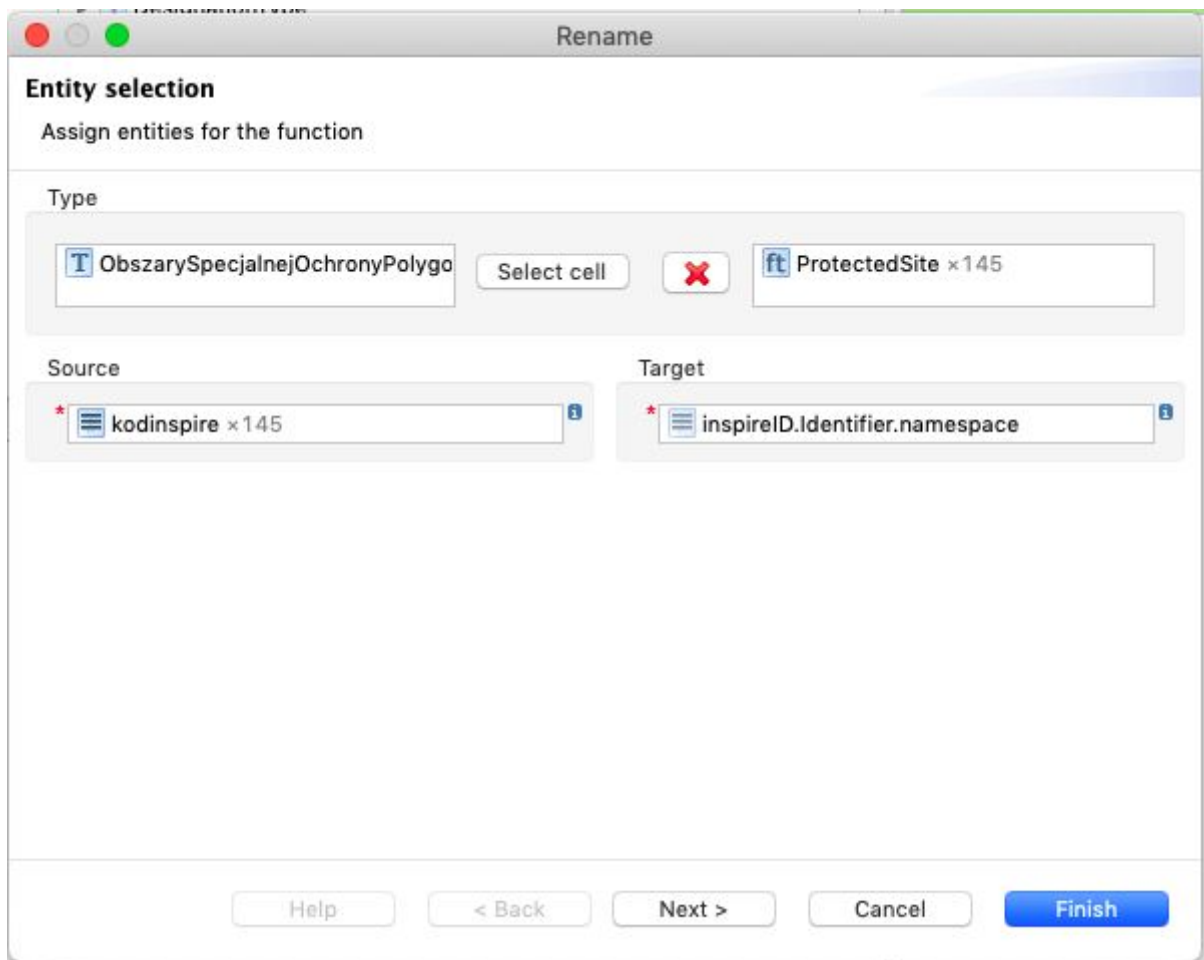 Rename
Entity selection
Assign entities for the function
Type
T ObszarySpecjalnejOchronyPolygo
Select cell
ft ProtectedSite ×145
Source
Target
* kodinspire ×145
* inspireID.Identifier.namespace
Help
< Back
Next >
Cancel
Finish